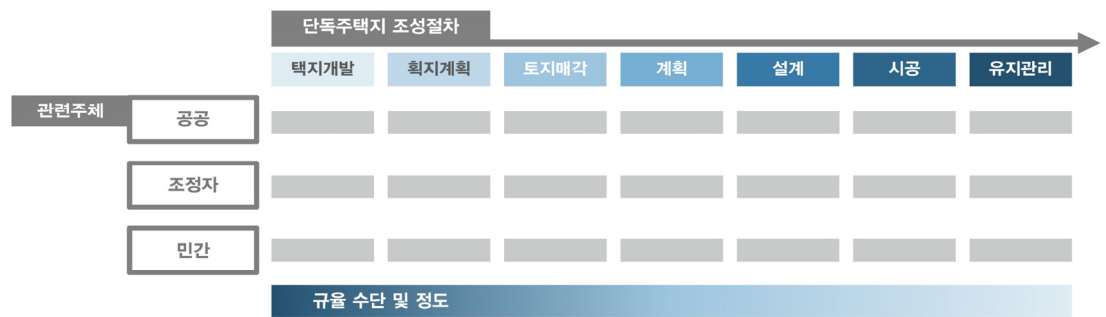 단독주택지 조성절차
택지개발 획지계획 토지매각 계획 설계 시공 유지관리
관련주체
공공
조정자
민간
규율 수단 및 정도